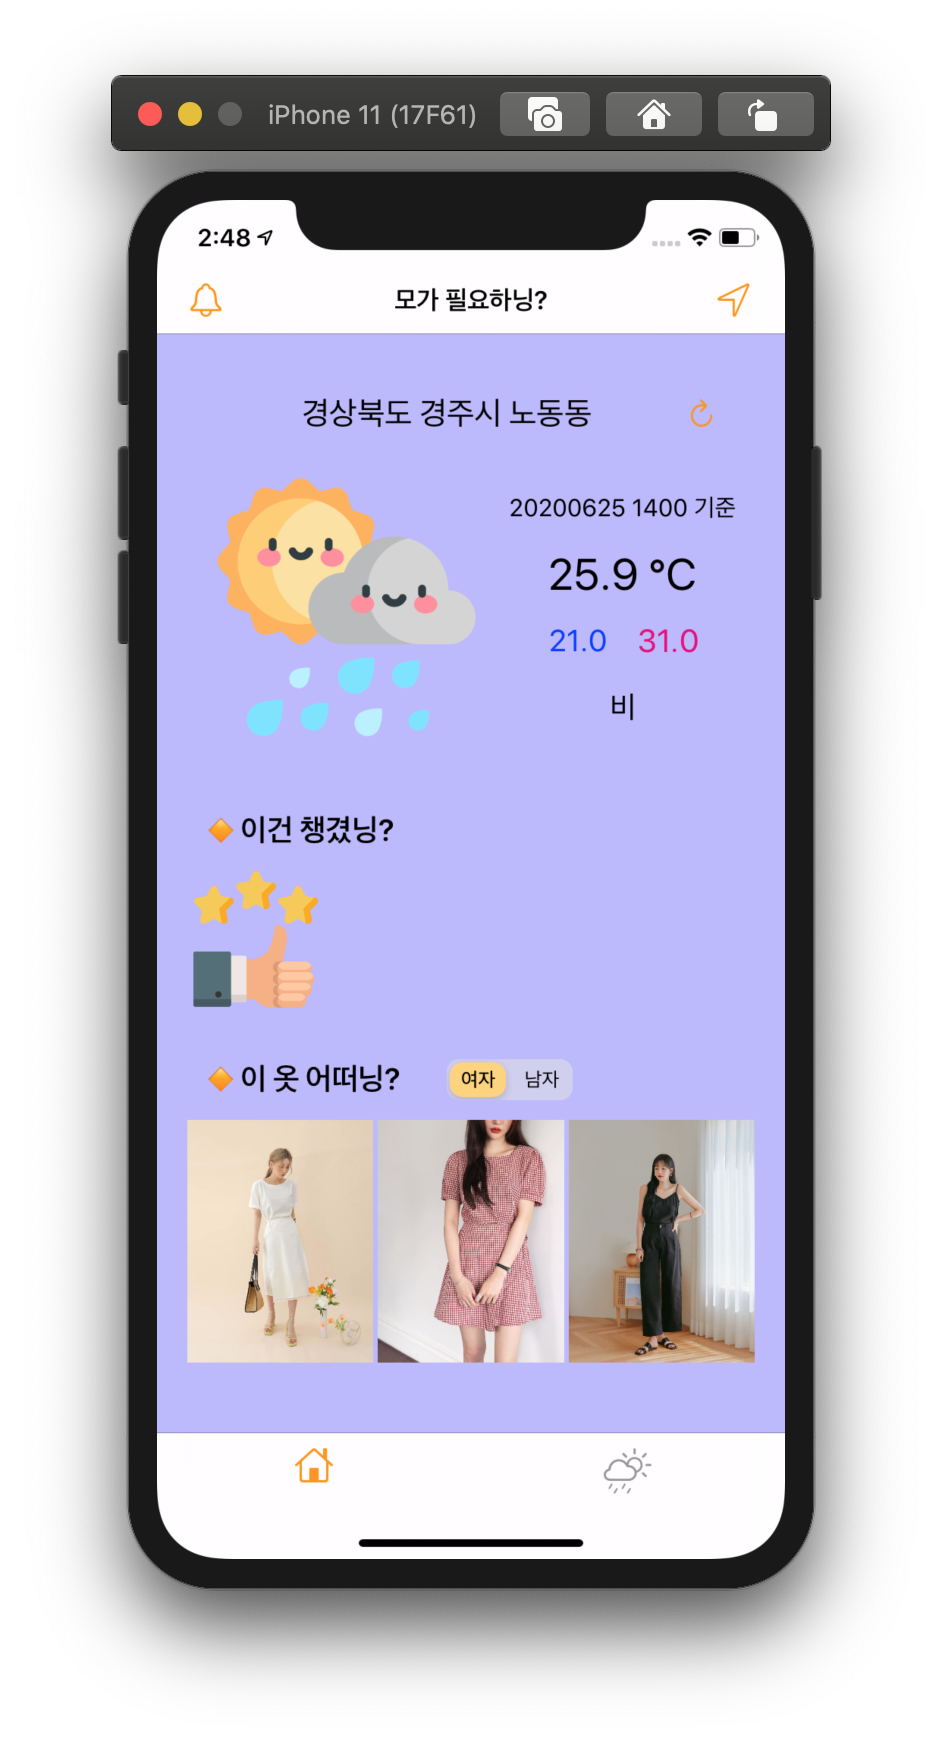 iPhone 11 (17F61)
2:48
모가 필요하닝?
경상북도 경주시 노동동
20200625 1400 기준
25.9 °C
21.0 31.0
비
이건 챙겼닝?
이 옷 어떠닝? 여자 남자